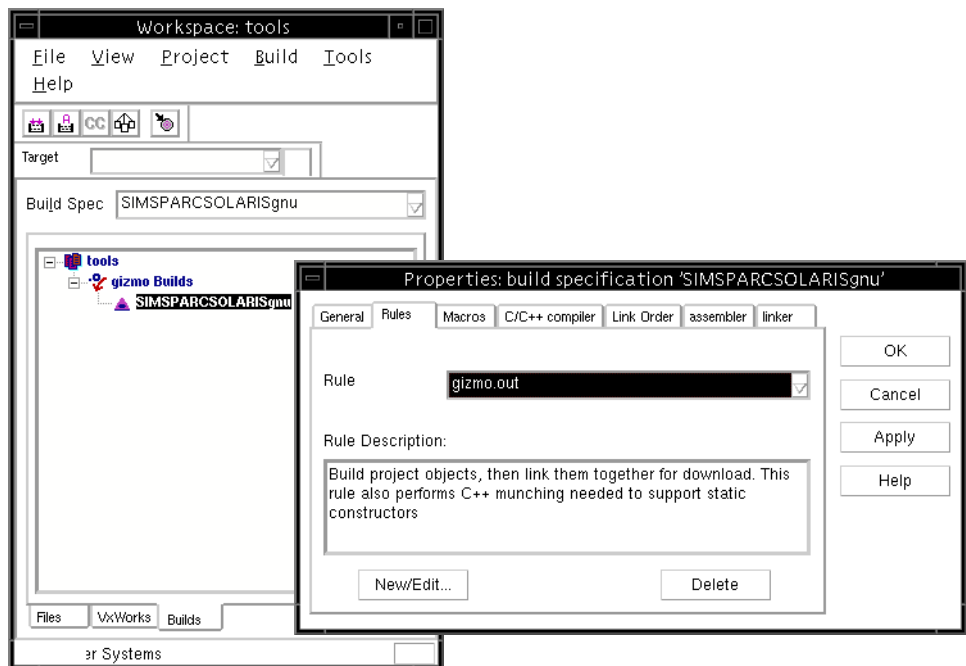 Workspace: tools
File View Project Build Tools
Help
CC
Target
Build Spec SIMSPARCSOLARISgnu
tools
gizmo Builds
SIMSPARCSOLARISgnu
Files VxWorks Builds
er Systems
Properties: build specification 'SIMSPARCSOLARISgnu'
General Rules Macros C/C++ compiler Link Order assembler linker
Rule gizmo.out
Rule Description:
Build project objects, then link them together for download. This
rule also performs C++ munching needed to support static
constructors
New/Edit... Delete
OK
Cancel
Apply
Help